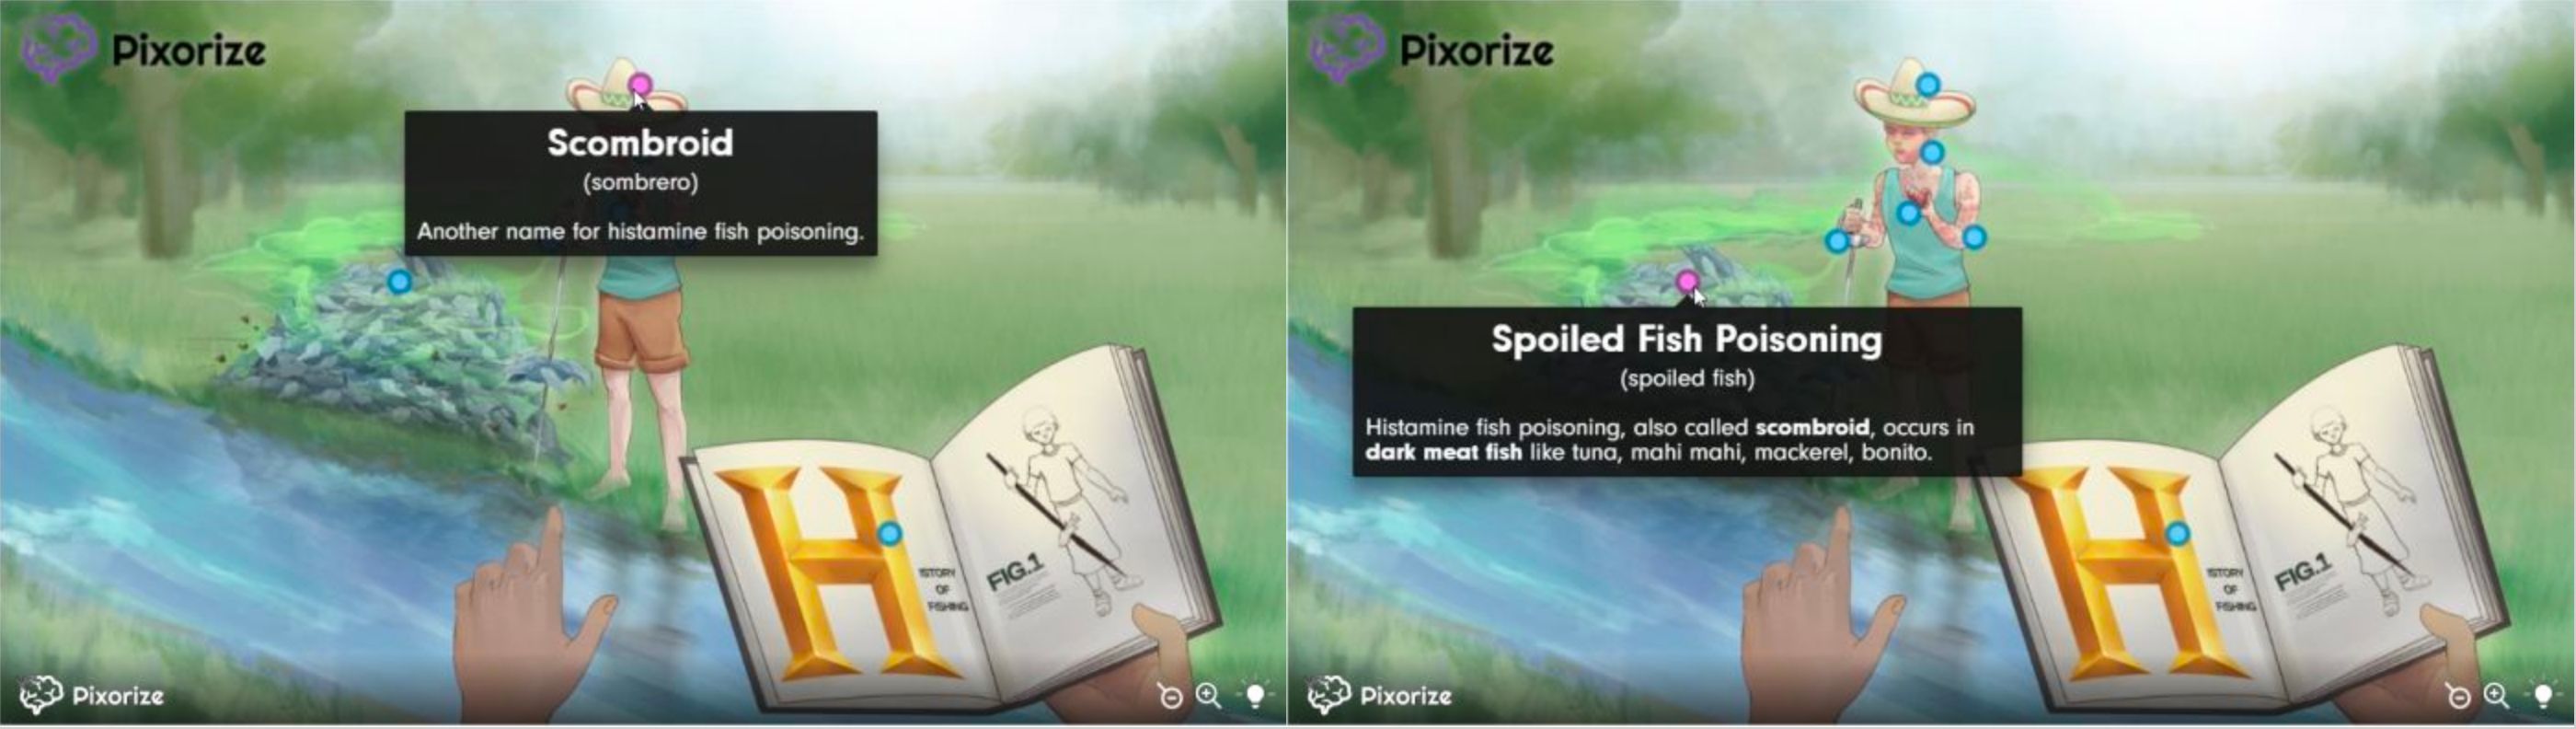 Pixorize
Scombroid
(sombrero)
Another name for histamine fish poisoning.
ISTORY
OF
FISHING
H
FIG.1
Pixorize
Pixorize
Spoiled Fish Poisoning
(spoiled fish)
Histamine fish poisoning, also called scombroid, occurs in
dark meat fish like tuna, mahi mahi, mackerel, bonito.
H
ISTORY
OF
FISHING
FIG.1
Pixorize